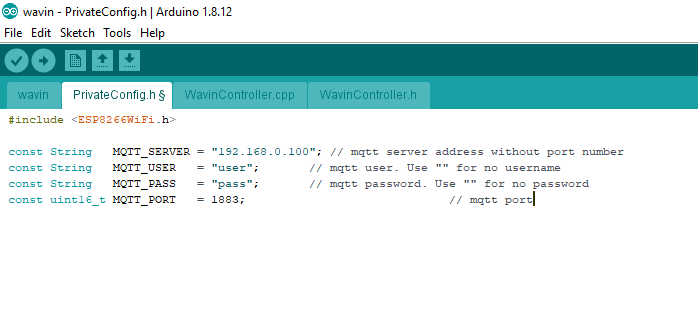 wavin - PrivateConfig.h | Arduino 1.8.12
File Edit Sketch Tools Help
wavin PrivateConfig.h § WavinController.cpp WavinController.h
#include <ESP8266WiFi.h>
const String MQTT_SERVER = "192.168.0.100"; // mqtt server address without port number
const String MQTT_USER = "user"; // mqtt user. Use "" for no username
const String MQTT_PASS = "pass"; // mqtt password. Use "" for no password
const uint16_t MQTT_PORT = 1883; // mqtt port